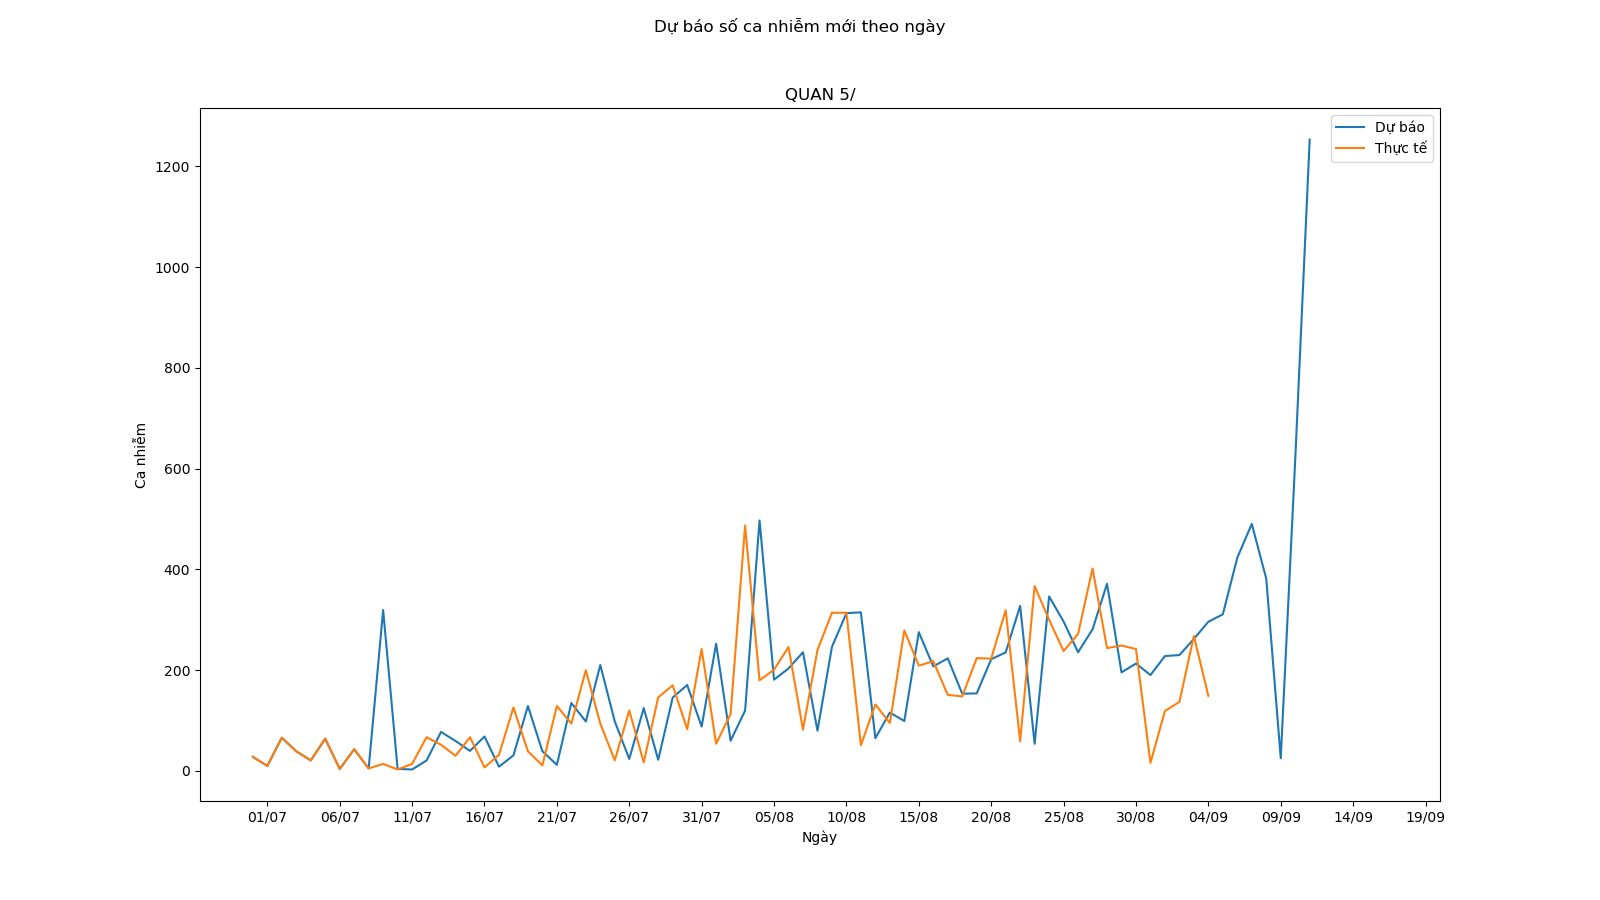 Dự báo số ca nhiễm mới theo ngày
QUAN 5/
Dự báo
Thực tế
1200
1000
800
600
400
200
0
Ca nhiễm
01/07 06/07 11/07 16/07 21/07 26/07 31/07 05/08 10/08 15/08 20/08 25/08 30/08 04/09 09/09 14/09 19/09
Ngày